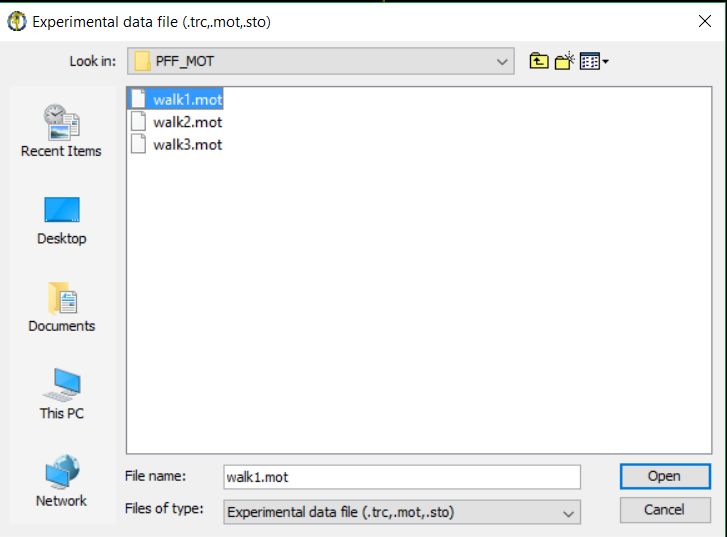 Experimental data file (.trc,.mot,.sto)
Look in:
PFF_MOT
Recent Items
Desktop
Documents
This PC
Network
walk1.mot
walk2.mot
walk3.mot
File name:
walk1.mot
Open
Files of type:
Experimental data file (.trc,.mot,.sto)
Cancel